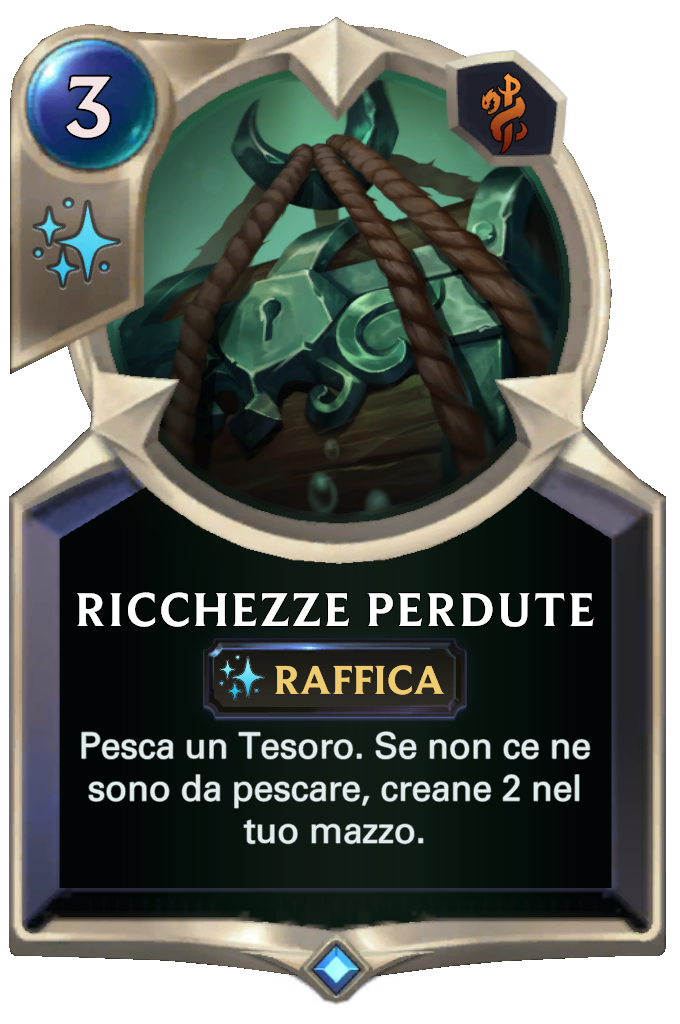 3
RICCHEZZE PERDUTE
RAFFICA
Pesca un Tesoro. Se non ce ne
sono da pescare, creane 2 nel
tuo mazzo.